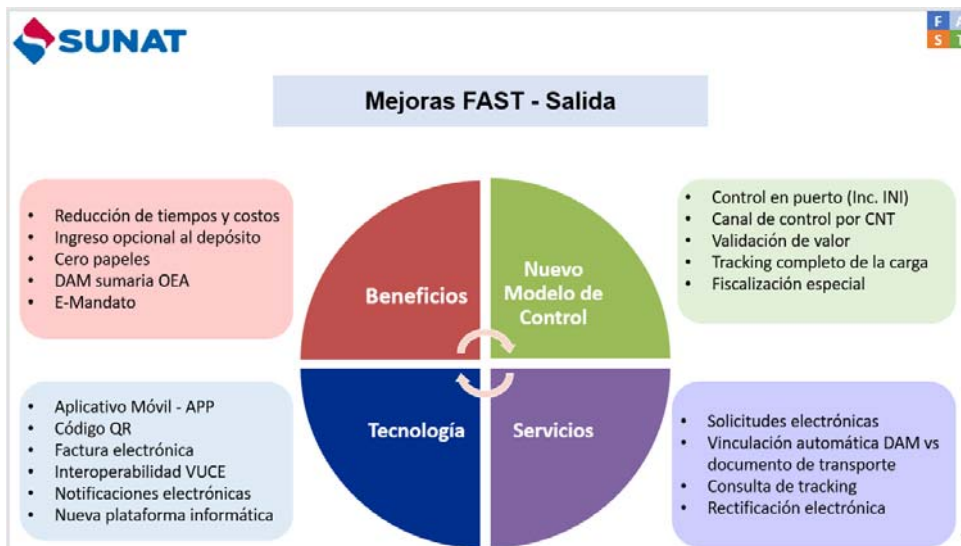 SUNAT
F A
S T
Mejoras FAST - Salida
Reducción de tiempos y costos
Ingreso opcional al depósito
Cero papeles
DAM sumaria OEA
E-Mandato
Beneficios
Nuevo
Modelo de
Control
Control en puerto (Inc. INI)
Canal de control por CNT
Validación de valor
Tracking completo de la carga
Fiscalización especial
Aplicativo Móvil - APP
Código QR
Factura electrónica
Interoperabilidad VUCE
Notificaciones electrónicas
Nueva plataforma informática
Tecnología
Servicios
Solicitudes electrónicas
Vinculación automática DAM vs
documento de transporte
Consulta de tracking
Rectificación electrónica